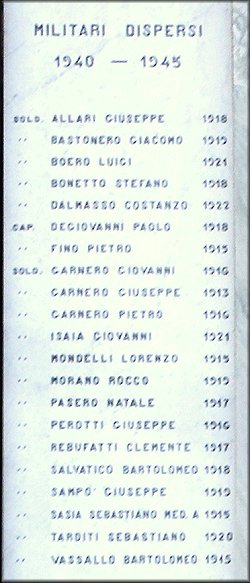 MILITARI DISPERSI
1940 — 1945
SOLD. ALLARI GIUSEPPE 1918
" BASTONERO GIACOMO 1919
" BOERO LUIGI 1921
" BONETTO STEFANO 1918
" DALMASSO COSTANZO 1922
CAP. DEGIOVANNI PAOLO 1918
" FINO PIETRO 1915
SOLD. GARNERO GIOVANNI 1916
" GARNERO GIUSEPPE 1913
" GARNERO PIETRO 1916
" ISAIA GIOVANNI 1921
" MONDELLI LORENZO 1915
" MORANO ROCCO 1919
" PASERO NATALE 1917
" PEROTTI GIUSEPPE 1916
" REBUFATTI CLEMENTE 1917
" SALVATICO BARTOLOMEO 1918
" SAMPO' GIUSEPPE 1919
" SASIA SEBASTIANO MED. A 1915
" TARDITI SEBASTIANO 1920
" VASSALLO BARTOLOMEO 1915